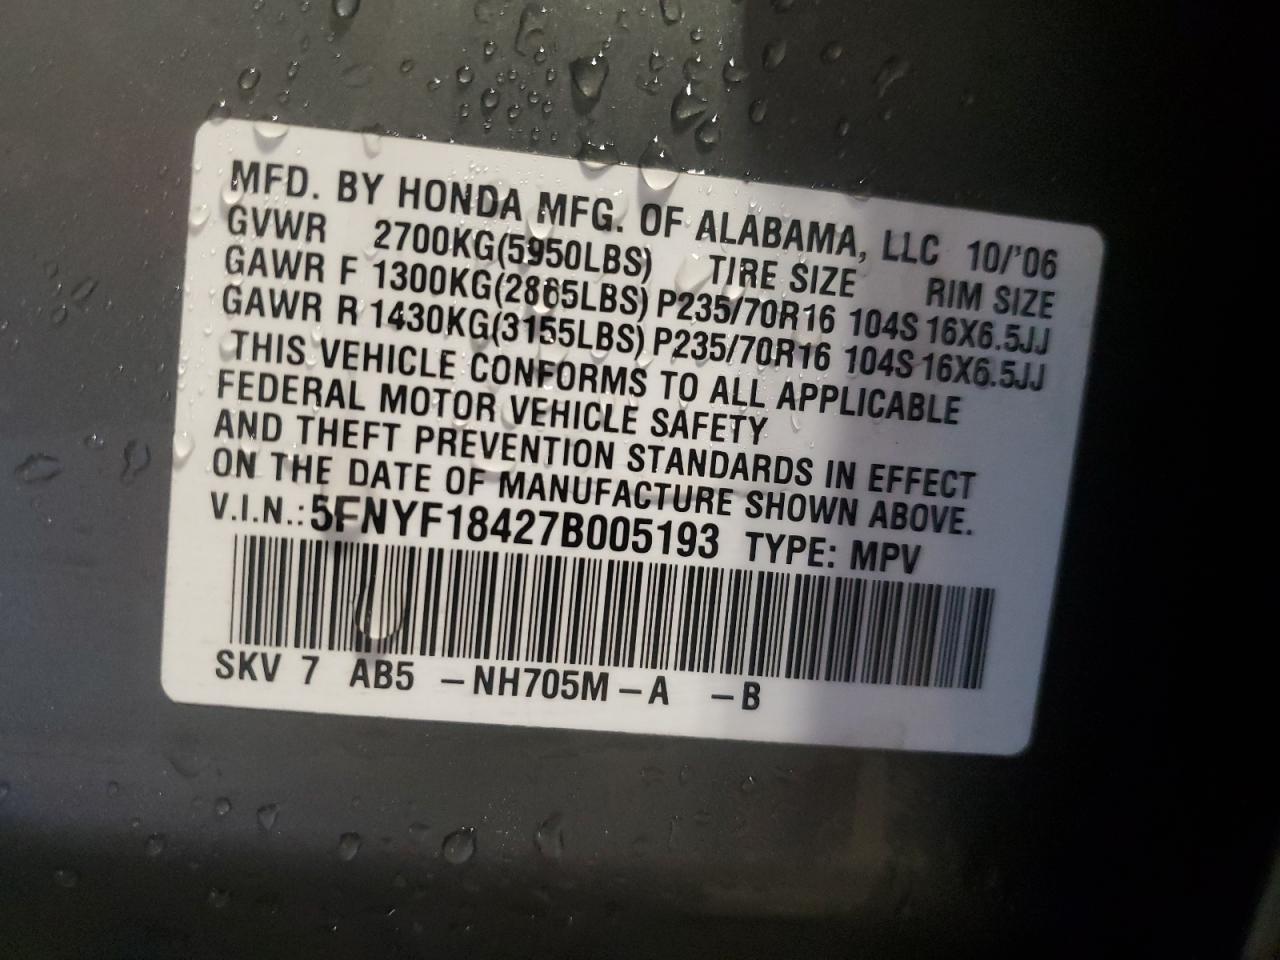 MFD. BY HONDA MFG. OF ALABAMA, LLC 10/'06
GVWR 2700KG(5950LBS) TIRE SIZE RIM SIZE
GAWR F 1300KG(2865LBS) P235/70R16 104S 16X6.5JJ
GAWR R 1430KG(3155LBS) P235/70R16 104S 16X6.5JJ
THIS VEHICLE CONFORMS TO ALL APPLICABLE
FEDERAL MOTOR VEHICLE SAFETY
AND THEFT PREVENTION STANDARDS IN EFFECT
ON THE DATE OF MANUFACTURE SHOWN ABOVE.
V.I.N.: 5FNYF18427B005193 TYPE: MPV
SKV 7 AB5 -NH705M-A -B